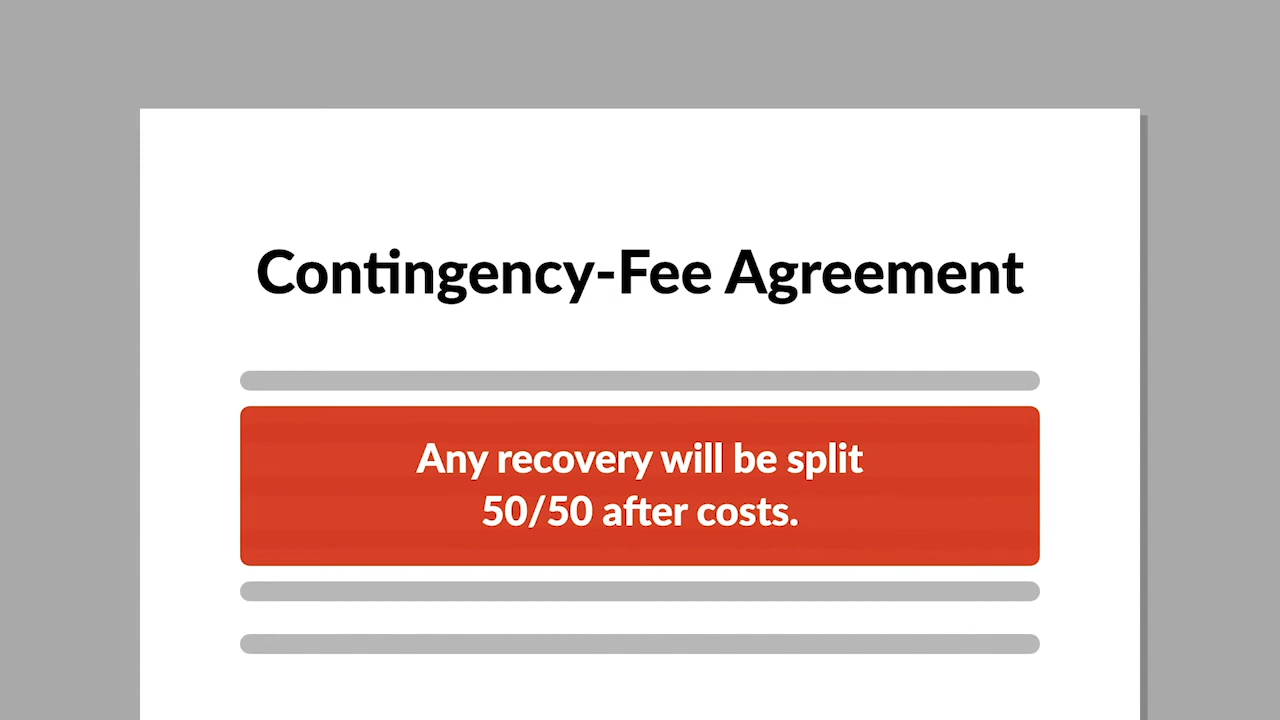 Contingency-Fee Agreement
Any recovery will be split
50/50 after costs.